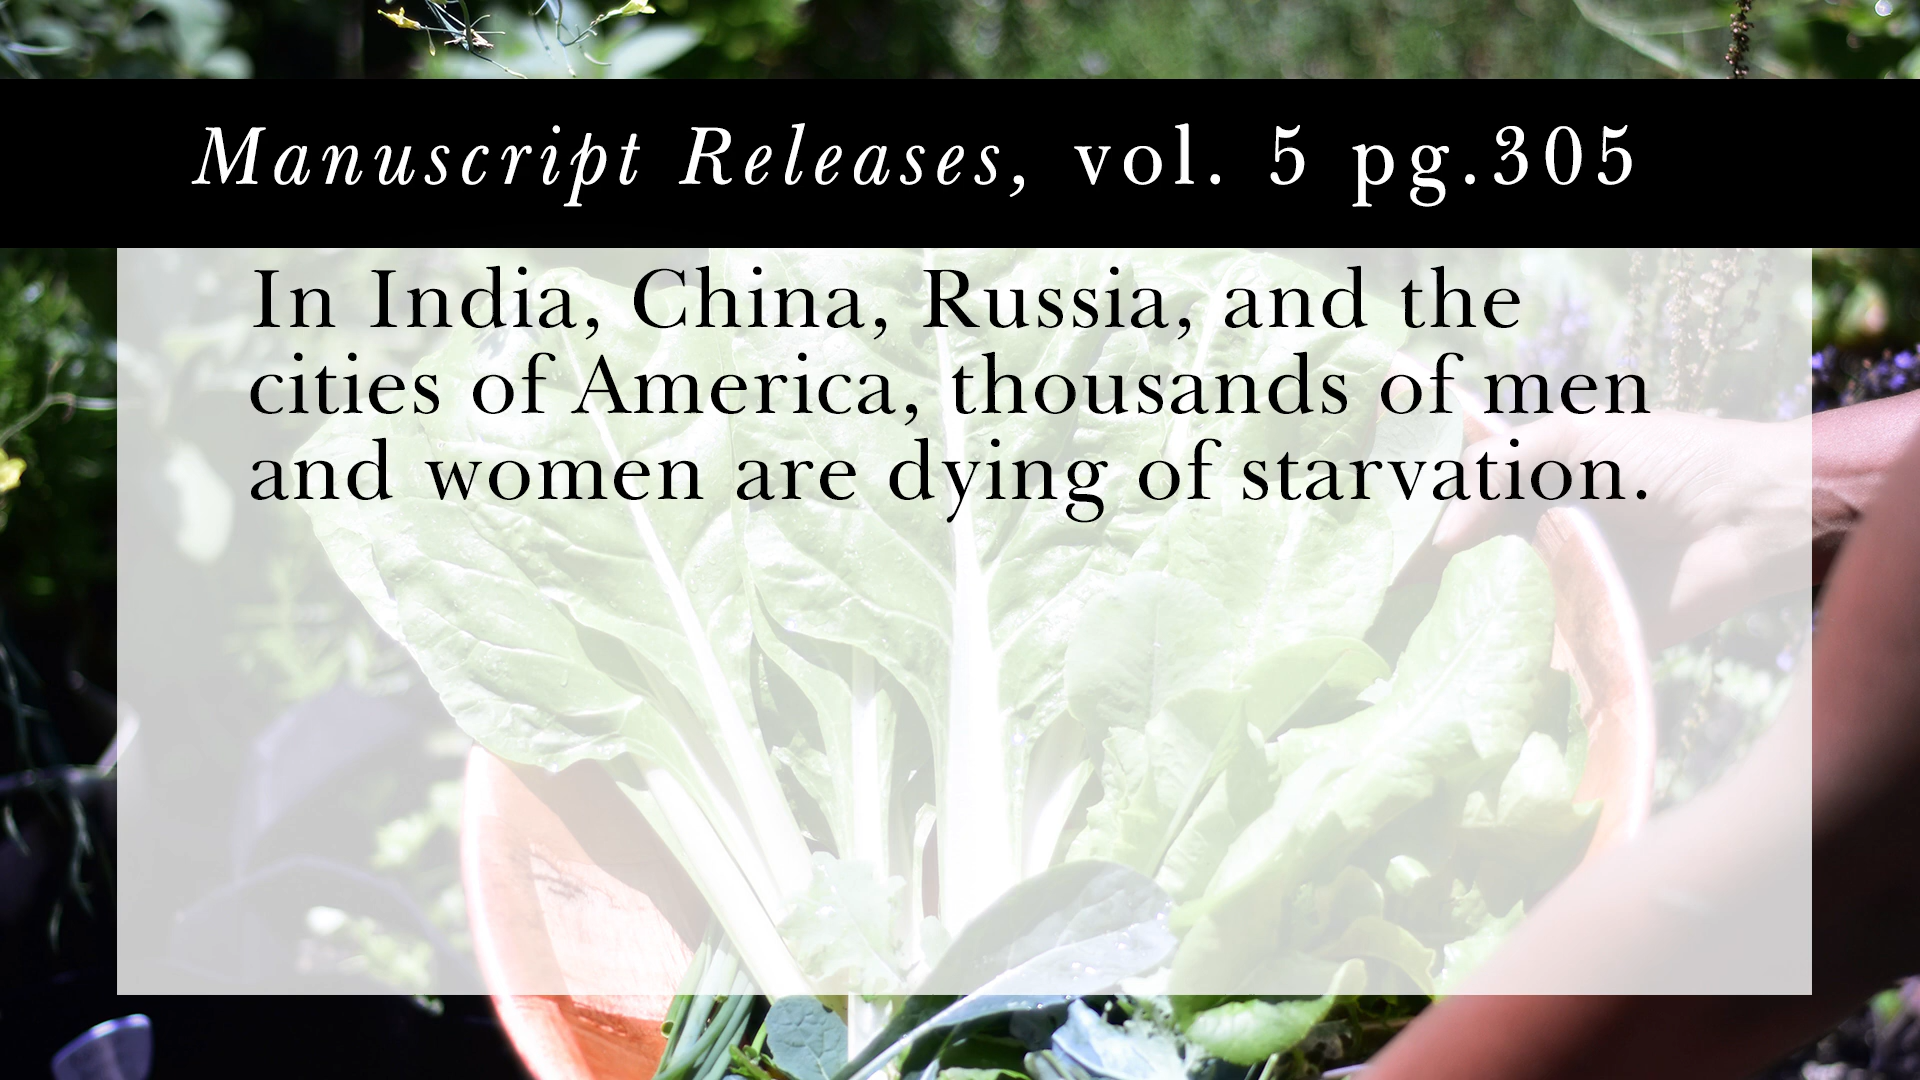 Manuscript Releases, vol. 5 pg.305
In India, China, Russia, and the
cities of America, thousands of men
and women are dying of starvation.